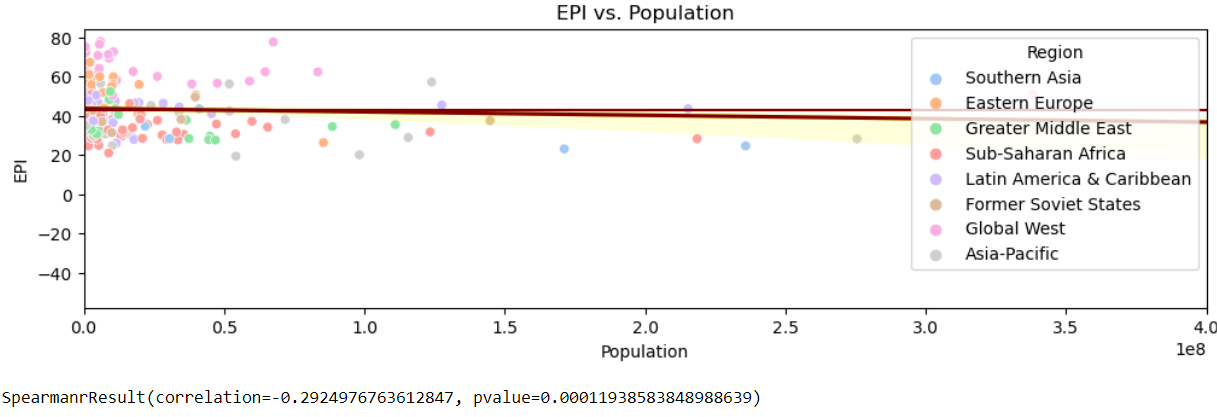 EPI vs. Population
80
60
40
20
0
−20
−40
EPI
0.0 0.5 1.0 1.5 2.0 2.5 3.0 3.5 4.0
1e8
Population
Region
Southern Asia
Eastern Europe
Greater Middle East
Sub-Saharan Africa
Latin America & Caribbean
Former Soviet States
Global West
Asia-Pacific
SpearmanrResult(correlation=-0.2924976763612847, pvalue=0.00011938583848988639)